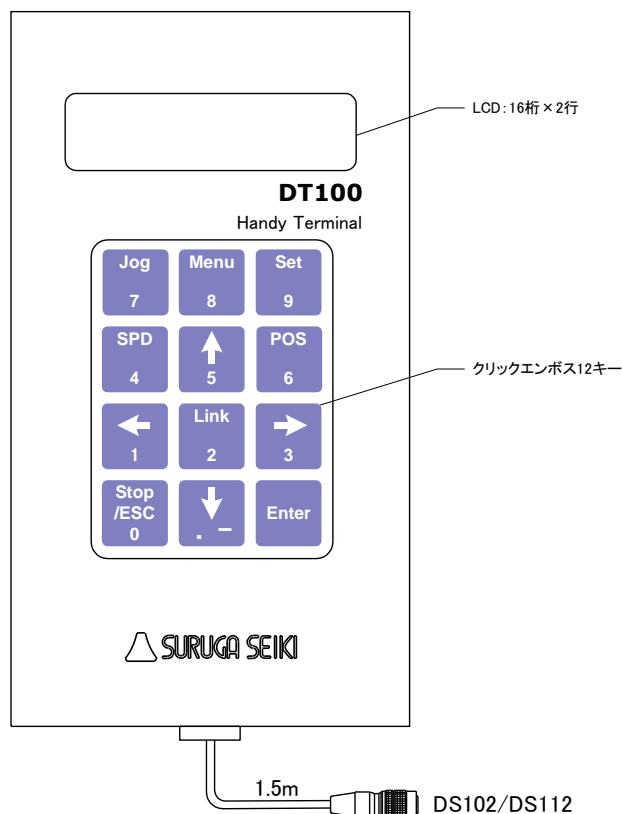 LCD:16桁×2行
DT100
Handy Terminal
Jog Menu Set
7 8 9
SPD POS
4 5 6
クリックエンボス12キー
Link
1 2 3
Stop
/ESC Enter
0 . −
SURUGA SEIKI
1.5m
DS102/DS112